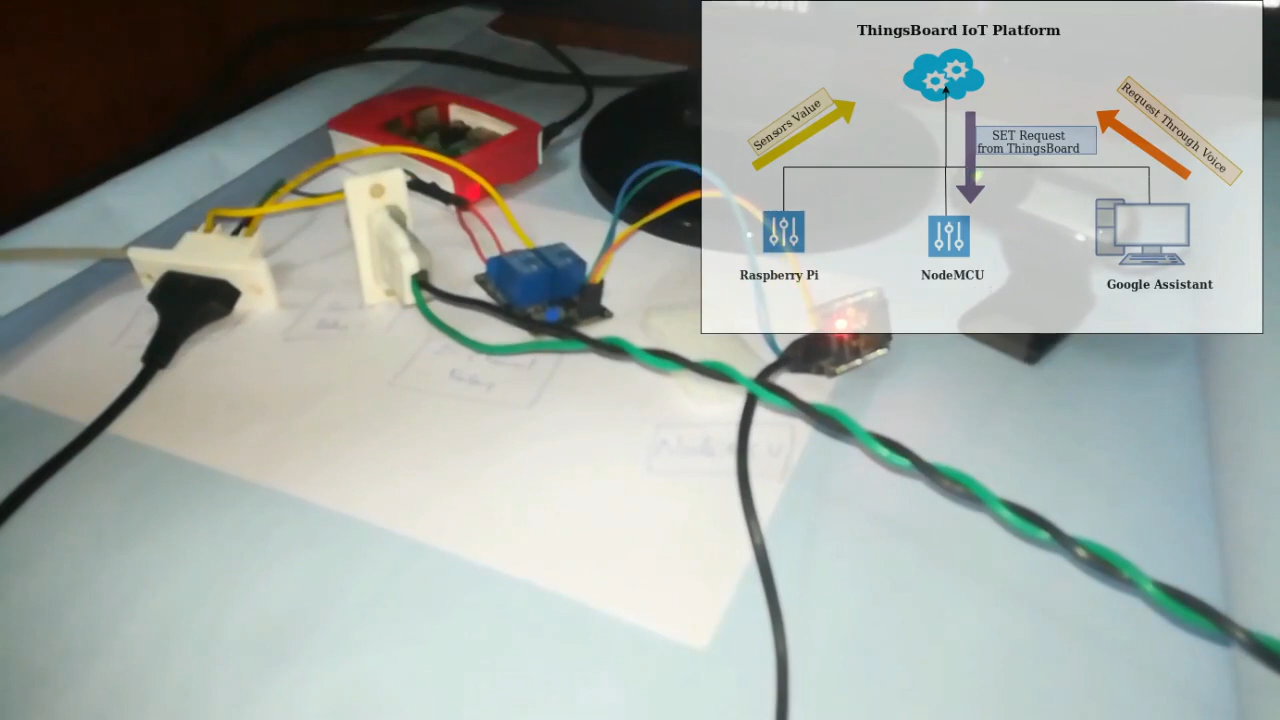 ThingsBoard IoT Platform
Sensors Value
SET Request
from ThingsBoard
Request Through Voice
Raspberry Pi
NodeMCU
Google Assistant